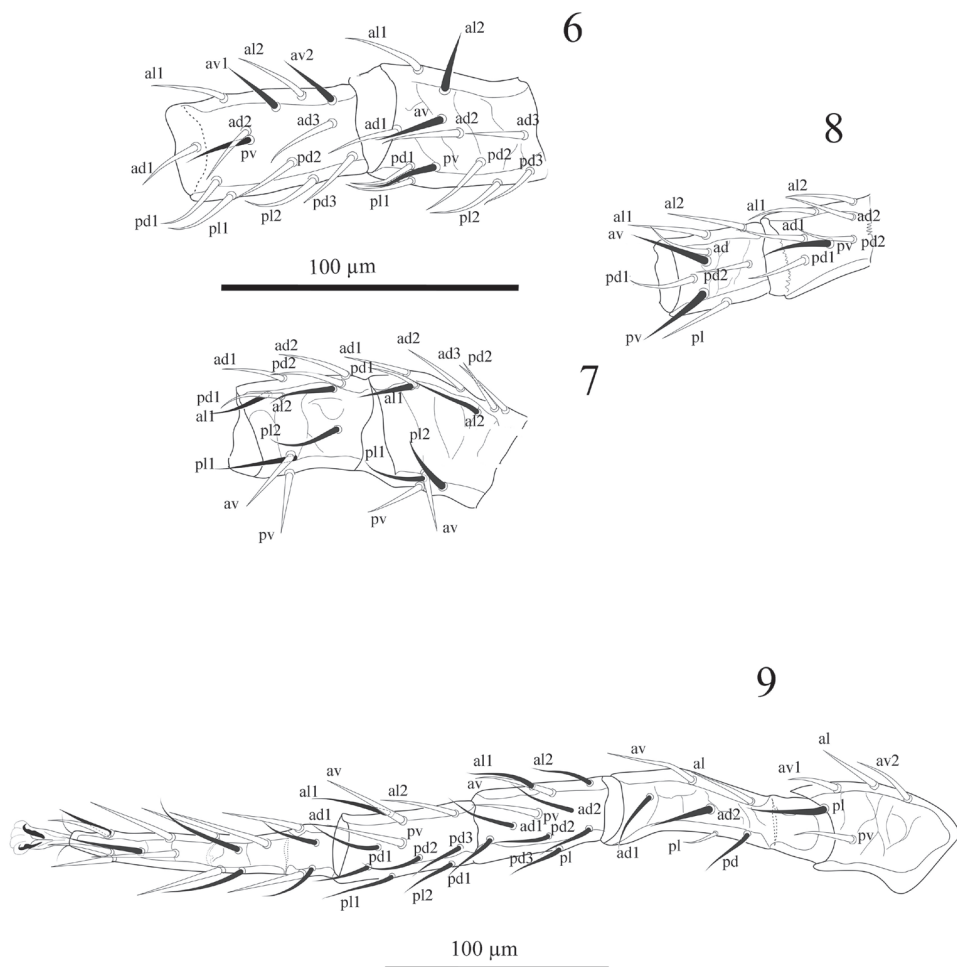 6
al1 av1 al2 av2 al1 al2
ad1 ad2 pv ad3 pd2 ad1 av ad2 ad3
pd1 pl1 pl2 pd3 pd1 pl1 pv pd2 pl2 pd3
100 µm
8
al1 al2 al1 al2
av ad ad1 ad2
pd1 pd2 pd1 pv pd2
pv pl
7
ad1 ad2 pd2 ad1 pd1 ad2 ad3 pd2
pd1 al1 al2 al1 al2
pl1 pl2 pl1 pl2
av pv pv av
9
av al1 al2 av al1 al2 av al av1 al av2
ad1 pv pv ad2 ad2 pl pv
pd1 pd2 pd3 ad1 pd2 ad1 pl pd
pl1 pl2 pd1 pd3 pl
100 µm